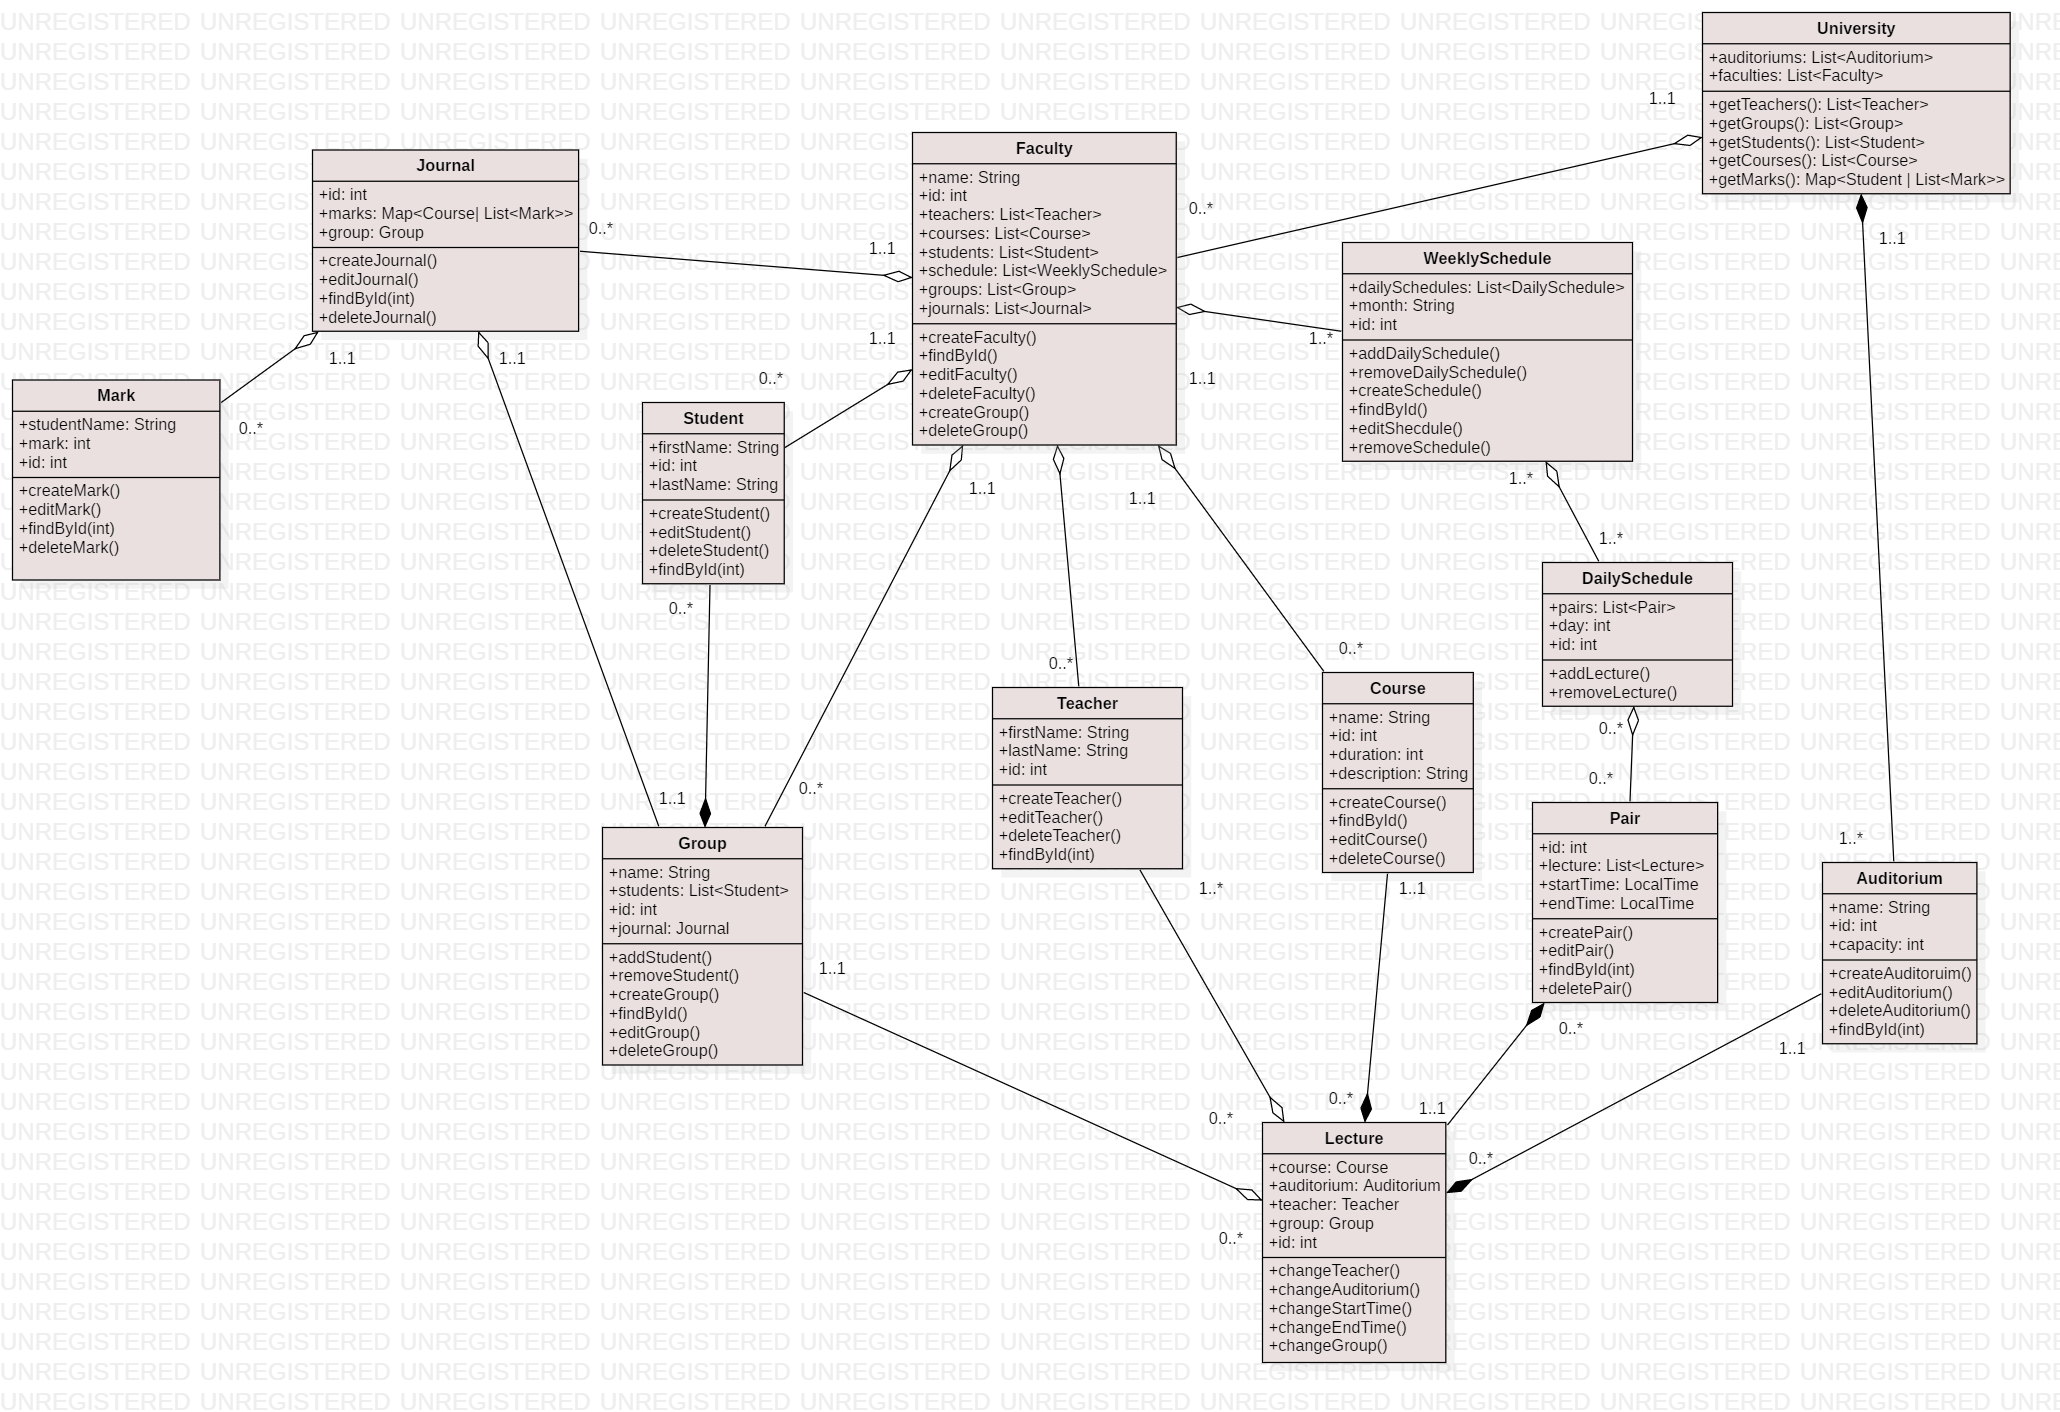 University
+auditoriums: List<Auditorium>
+faculties: List<Faculty>
+getTeachers(): List<Teacher>
+getGroups(): List<Group>
+getStudents(): List<Student>
+getCourses(): List<Course>
+getMarks(): Map<Student | List<Mark>>
1..1
1..1
Faculty
+name: String
+id: int
+teachers: List<Teacher>
+courses: List<Course>
+students: List<Student>
+schedule: List<WeeklySchedule>
+groups: List<Group>
+journals: List<Journal>
+createFaculty()
+findById()
+editFaculty()
+deleteFaculty()
+createGroup()
+deleteGroup()
0..*
1..1
1..1
1..1
1..1
1..1
Journal
+id: int
+marks: Map<Course| List<Mark>>
+group: Group
+createJournal()
+editJournal()
+findById(int)
+deleteJournal()
0..*
1..1
1..1
WeeklySchedule
+dailySchedules: List<DailySchedule>
+month: String
+id: int
+addDailySchedule()
+removeDailySchedule()
+createSchedule()
+findById()
+editShecdule()
+removeSchedule()
1..*
1..*
Mark
+studentName: String
+mark: int
+id: int
+createMark()
+editMark()
+findById(int)
+deleteMark()
0..*
Student
+firstName: String
+id: int
+lastName: String
+createStudent()
+editStudent()
+deleteStudent()
+findById(int)
0..*
0..*
DailySchedule
+pairs: List<Pair>
+day: int
+id: int
+addLecture()
+removeLecture()
1..*
0..*
Teacher
+firstName: String
+lastName: String
+id: int
+createTeacher()
+editTeacher()
+deleteTeacher()
+findById(int)
0..*
1..*
Course
+name: String
+id: int
+duration: int
+description: String
+createCourse()
+findById()
+editCourse()
+deleteCourse()
0..*
1..1
Pair
+id: int
+lecture: List<Lecture>
+startTime: LocalTime
+endTime: LocalTime
+createPair()
+editPair()
+findById(int)
+deletePair()
0..*
0..*
Group
+name: String
+students: List<Student>
+id: int
+journal: Journal
+addStudent()
+removeStudent()
+createGroup()
+findById()
+editGroup()
+deleteGroup()
1..1
0..*
1..1
Auditorium
+name: String
+id: int
+capacity: int
+createAuditoruim()
+editAuditorium()
+deleteAuditorium()
+findById(int)
1..*
1..1
Lecture
+course: Course
+auditorium: Auditorium
+teacher: Teacher
+group: Group
+id: int
+changeTeacher()
+changeAuditorium()
+changeStartTime()
+changeEndTime()
+changeGroup()
0..*
0..*
1..1
0..*
0..*
UNREGISTERED